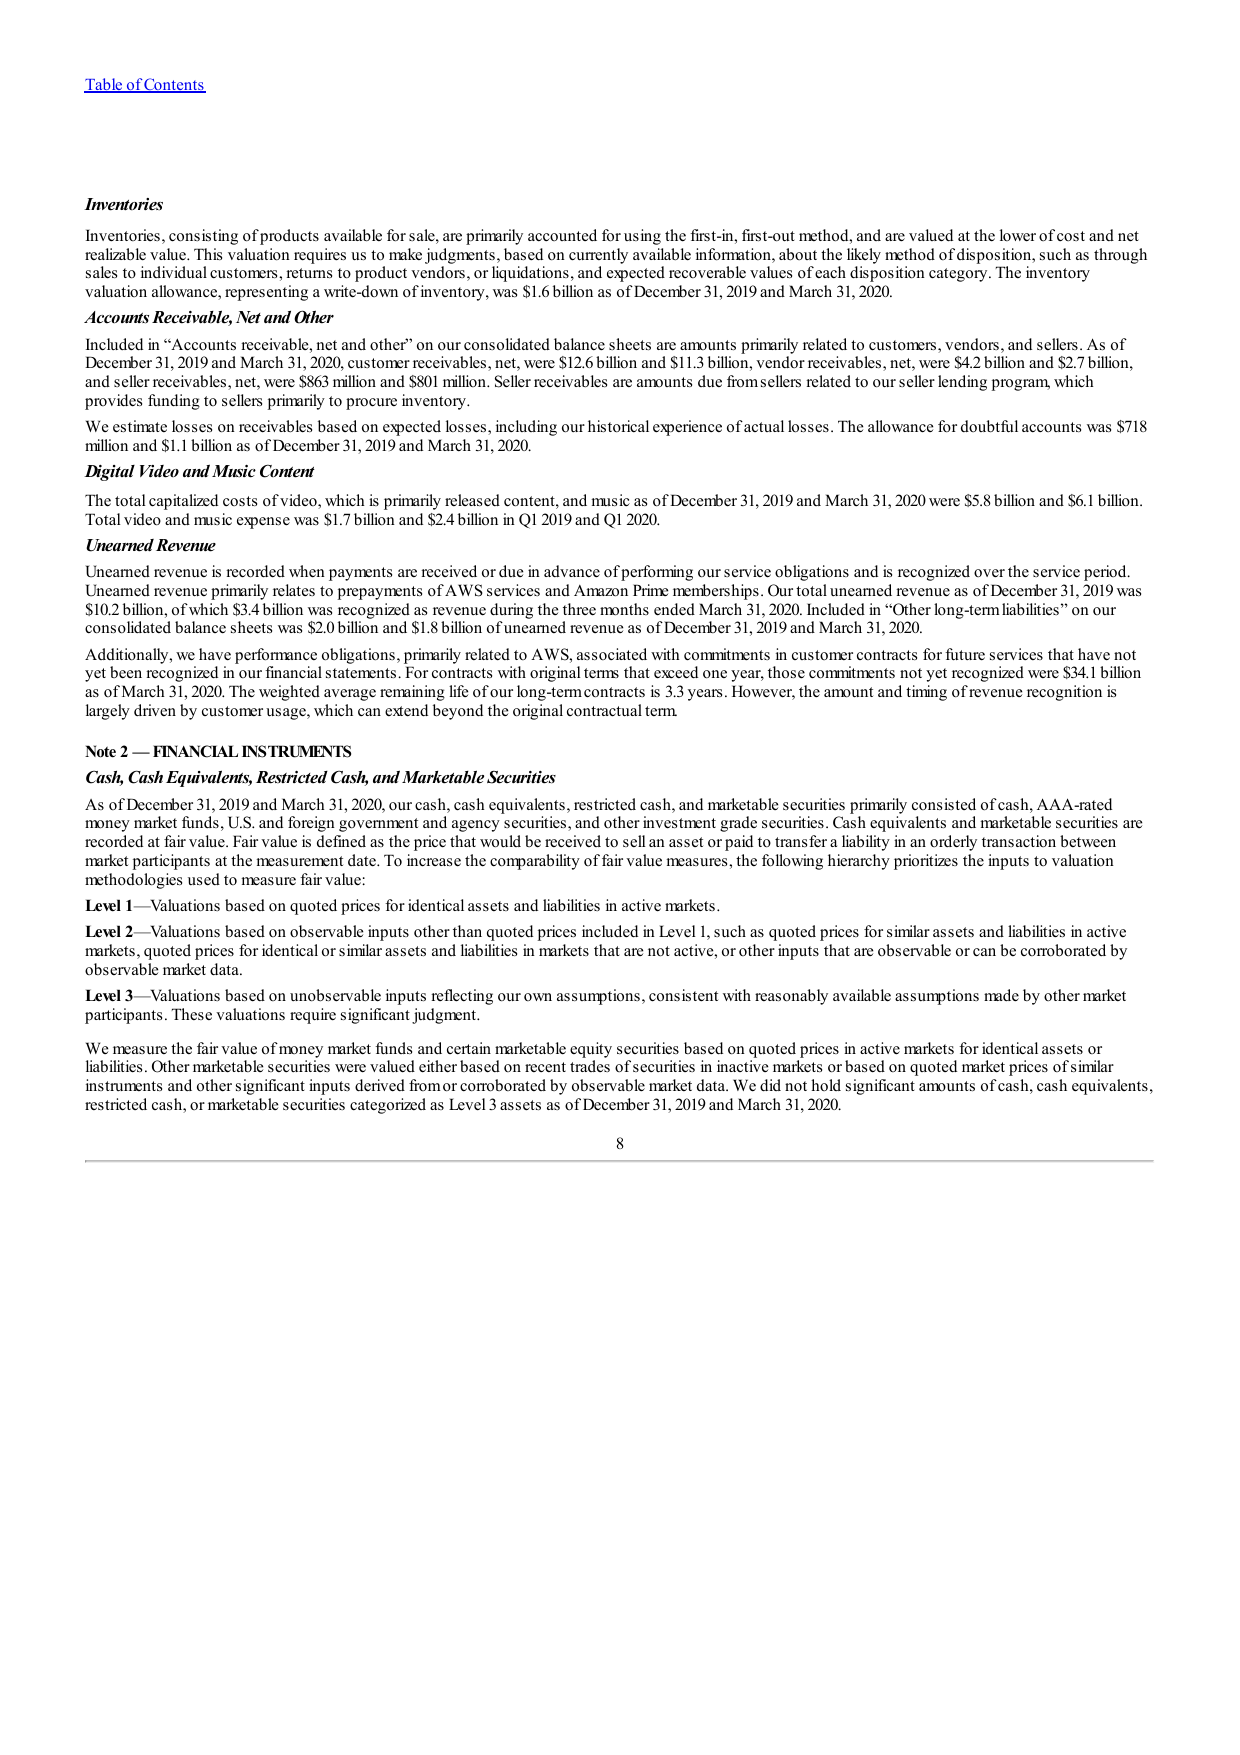 Table of Contents
Inventories
Inventories, consisting of products available for sale, are primarily accounted for using the first-in, first-out method, and are valued at the lower of cost and net
realizable value. This valuation requires us to make judgments, based on currently available information, about the likely method of disposition, such as through
sales to individual customers, returns to product vendors, or liquidations, and expected recoverable values of each disposition category. The inventory
valuation allowance, representing a write-down of inventory, was $1.6 billion as of December 31, 2019 and March 31, 2020.
Accounts Receivable, Net and Other
Included in “Accounts receivable, net and other” on our consolidated balance sheets are amounts primarily related to customers, vendors, and sellers. As of
December 31, 2019 and March 31, 2020, customer receivables, net, were $12.6 billion and $11.3 billion, vendor receivables, net, were $4.2 billion and $2.7 billion,
and seller receivables, net, were $863 million and $801 million. Seller receivables are amounts due from sellers related to our seller lending program, which
provides funding to sellers primarily to procure inventory.
We estimate losses on receivables based on expected losses, including our historical experience of actual losses. The allowance for doubtful accounts was $718
million and $1.1 billion as of December 31, 2019 and March 31, 2020.
Digital Video and Music Content
The total capitalized costs of video, which is primarily released content, and music as of December 31, 2019 and March 31, 2020 were $5.8 billion and $6.1 billion.
Total video and music expense was $1.7 billion and $2.4 billion in Q1 2019 and Q1 2020.
Unearned Revenue
Unearned revenue is recorded when payments are received or due in advance of performing our service obligations and is recognized over the service period.
Unearned revenue primarily relates to prepayments of AWS services and Amazon Prime memberships. Our total unearned revenue as of December 31, 2019 was
$10.2 billion, of which $3.4 billion was recognized as revenue during the three months ended March 31, 2020. Included in “Other long-term liabilities” on our
consolidated balance sheets was $2.0 billion and $1.8 billion of unearned revenue as of December 31, 2019 and March 31, 2020.
Additionally, we have performance obligations, primarily related to AWS, associated with commitments in customer contracts for future services that have not
yet been recognized in our financial statements. For contracts with original terms that exceed one year, those commitments not yet recognized were $34.1 billion
as of March 31, 2020. The weighted average remaining life of our long-term contracts is 3.3 years. However, the amount and timing of revenue recognition is
largely driven by customer usage, which can extend beyond the original contractual term.
Note 2 — FINANCIAL INSTRUMENTS
Cash, Cash Equivalents, Restricted Cash, and Marketable Securities
As of December 31, 2019 and March 31, 2020, our cash, cash equivalents, restricted cash, and marketable securities primarily consisted of cash, AAA-rated
money market funds, U.S. and foreign government and agency securities, and other investment grade securities. Cash equivalents and marketable securities are
recorded at fair value. Fair value is defined as the price that would be received to sell an asset or paid to transfer a liability in an orderly transaction between
market participants at the measurement date. To increase the comparability of fair value measures, the following hierarchy prioritizes the inputs to valuation
methodologies used to measure fair value:
Level 1—Valuations based on quoted prices for identical assets and liabilities in active markets.
Level 2—Valuations based on observable inputs other than quoted prices included in Level 1, such as quoted prices for similar assets and liabilities in active
markets, quoted prices for identical or similar assets and liabilities in markets that are not active, or other inputs that are observable or can be corroborated by
observable market data.
Level 3—Valuations based on unobservable inputs reflecting our own assumptions, consistent with reasonably available assumptions made by other market
participants. These valuations require significant judgment.
We measure the fair value of money market funds and certain marketable equity securities based on quoted prices in active markets for identical assets or
liabilities. Other marketable securities were valued either based on recent trades of securities in inactive markets or based on quoted market prices of similar
instruments and other significant inputs derived from or corroborated by observable market data. We did not hold significant amounts of cash, cash equivalents,
restricted cash, or marketable securities categorized as Level 3 assets as of December 31, 2019 and March 31, 2020.
8